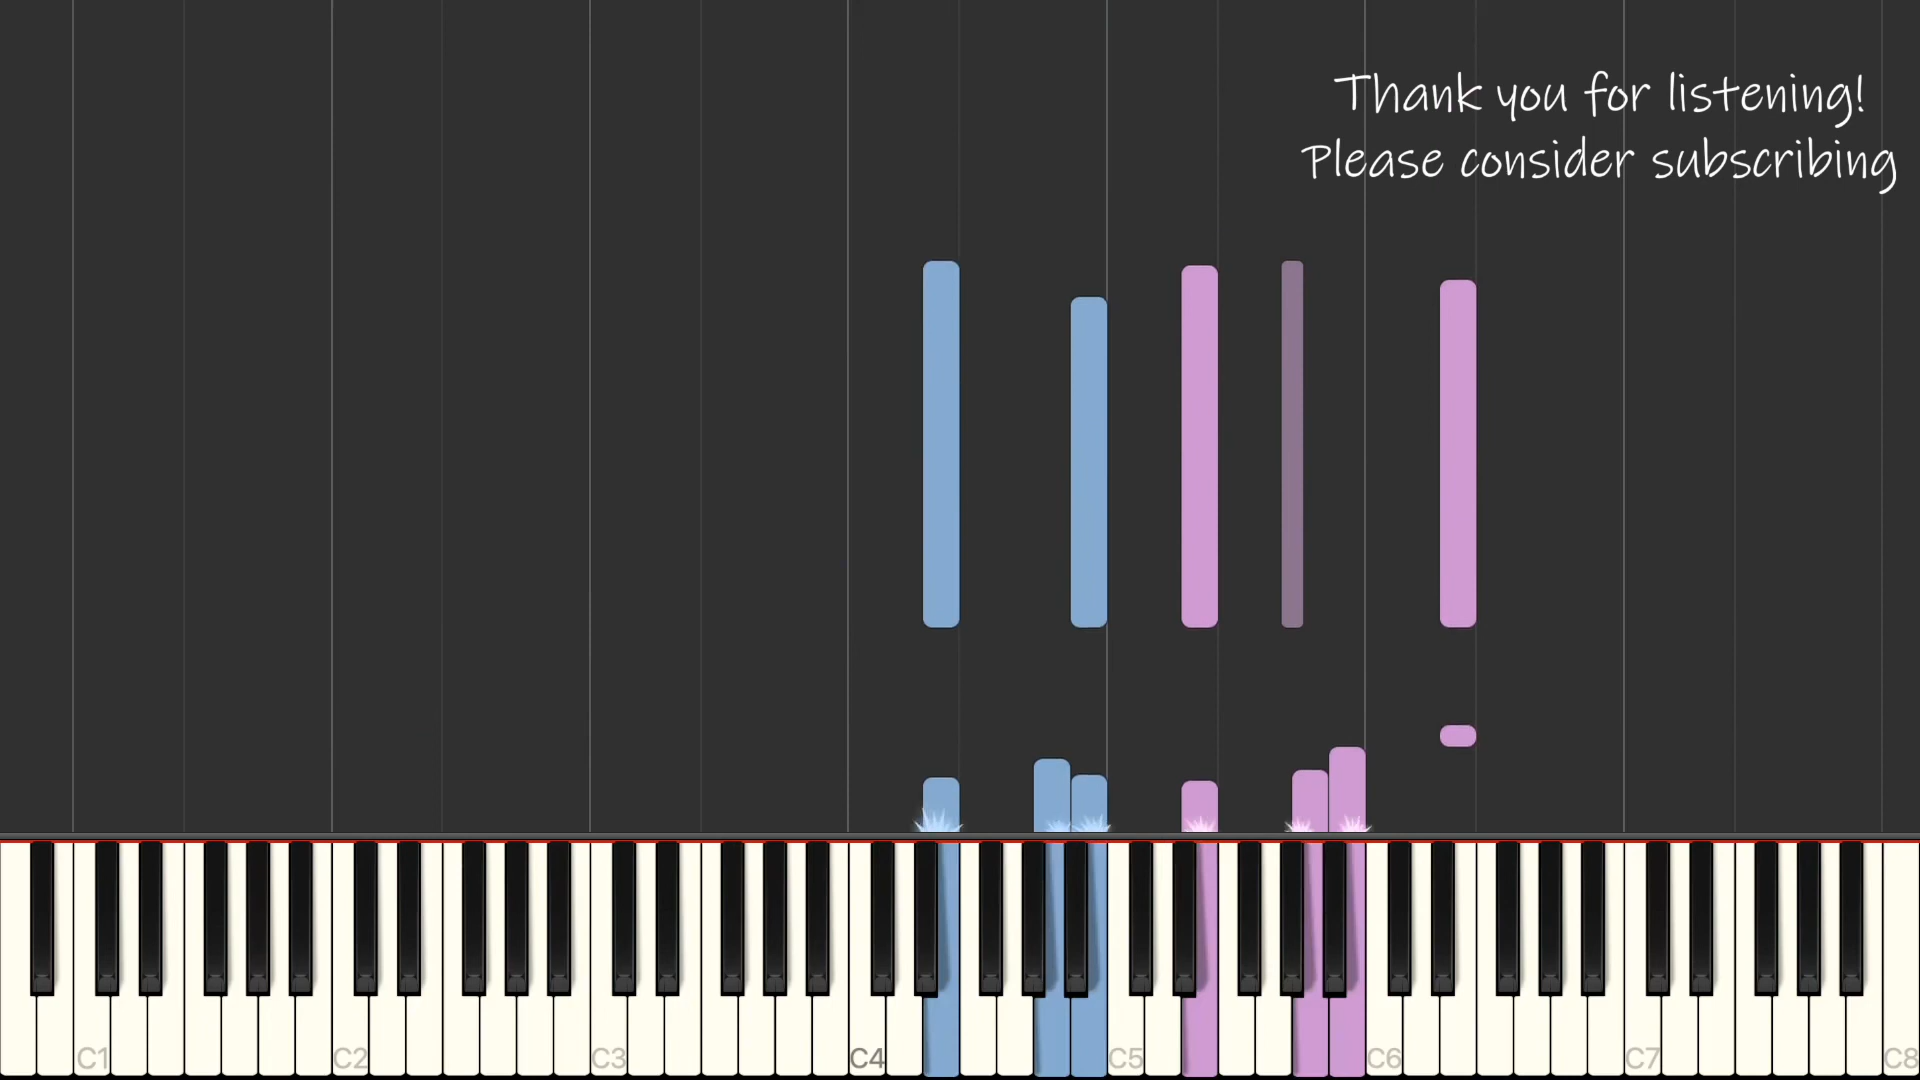 Thank you for listening!
Please consider subscribing
C1 C2 C3 C4 C5 C6 C7 C8